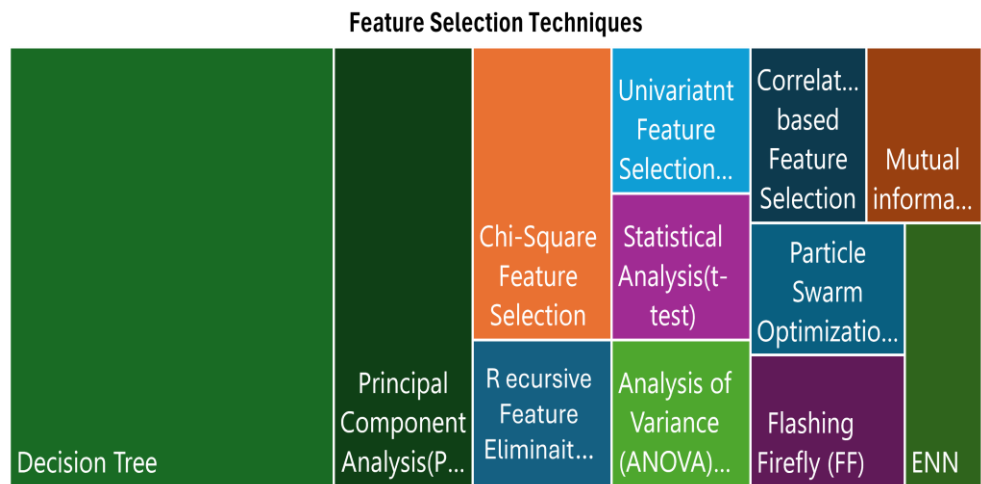 Feature Selection Techniques
Decision Tree
Principal
Component
Analysis(P...
Chi-Square
Feature
Selection
R ecursive
Feature
Eliminait...
Univariatnt
Feature
Selection...
Statistical
Analysis(t-
test)
Analysis of
Variance
(ANOVA)...
Correlat...
based
Feature
Selection
Mutual
informa...
Particle
Swarm
Optimizatio...
Flashing
Firefly (FF)
ENN